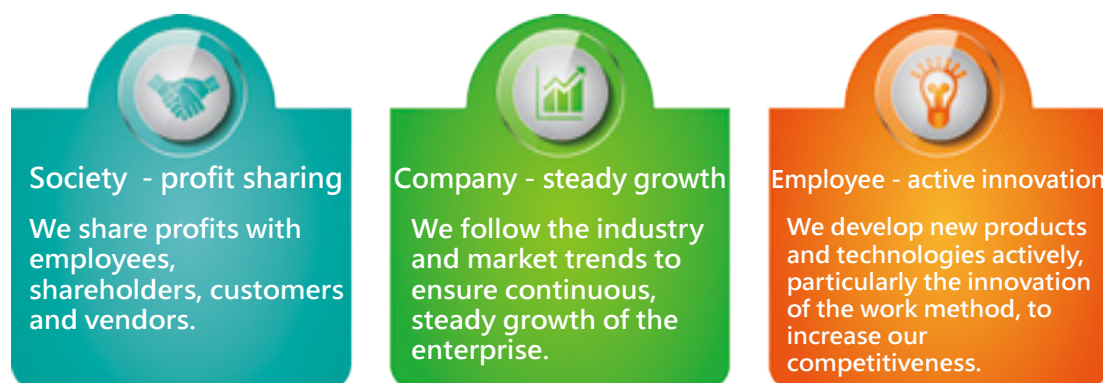 Society - profit sharing
We share profits with
employees,
shareholders, customers
and vendors.
Company - steady growth
We follow the industry
and market trends to
ensure continuous,
steady growth of the
enterprise.
Employee - active innovation
We develop new products
and technologies actively,
particularly the innovation
of the work method, to
increase our
competitiveness.